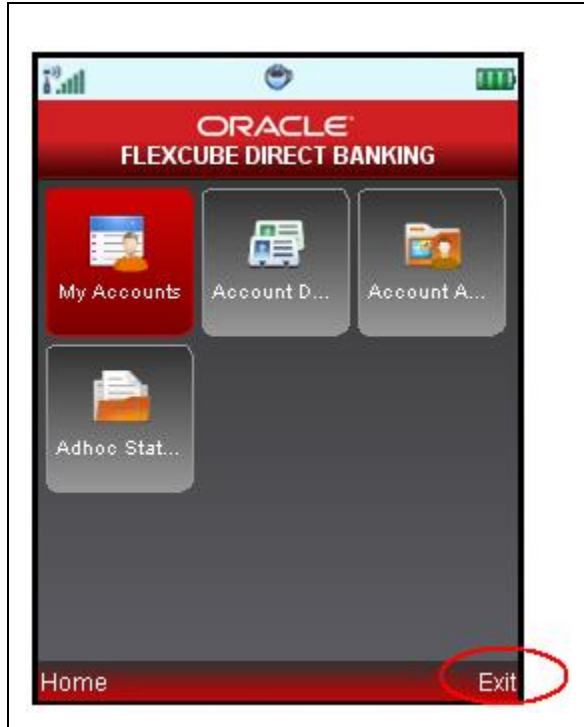 ORACLE
FLEXCUBE DIRECT BANKING
My Accounts
Account D...
Account A...
Adhoc Stat...
Home
Exit